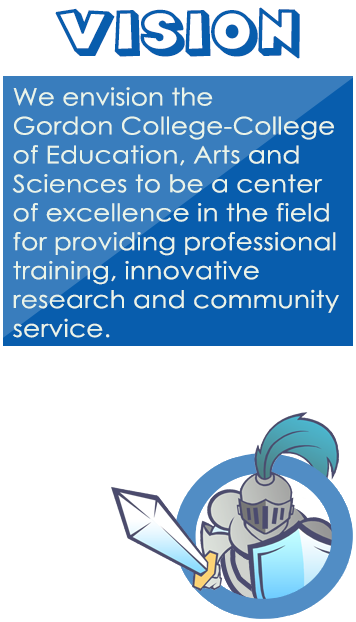 VISION
We envision the
Gordon College-College
of Education, Arts and
Sciences to be a center
of excellence in the field
for providing professional
training, innovative
research and community
service.